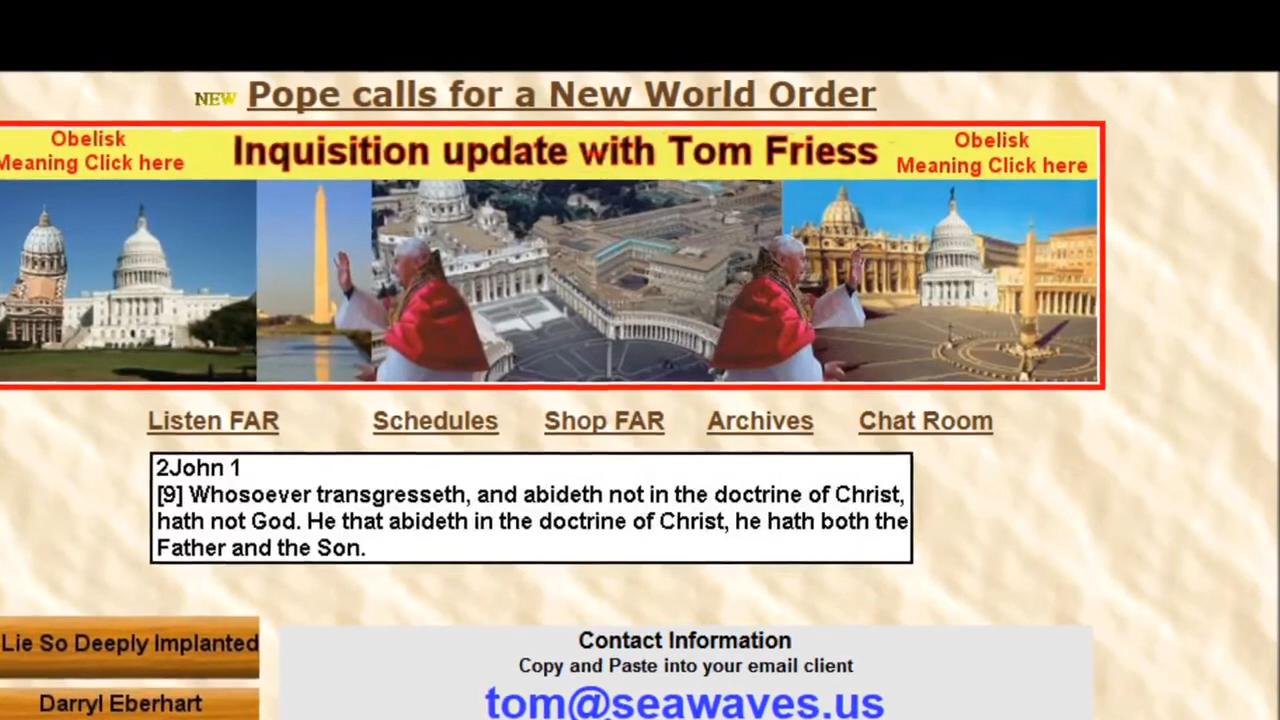 NEW Pope calls for a New World Order
Obelisk
Meaning Click here
Inquisition update with Tom Friess
Obelisk
Meaning Click here
Listen FAR
Schedules
Shop FAR
Archives
Chat Room
2John 1
[9] Whosoever transgresseth, and abideth not in the doctrine of Christ,
hath not God. He that abideth in the doctrine of Christ, he hath both the
Father and the Son.
Lie So Deeply Implanted
Darryl Eberhart
Contact Information
Copy and Paste into your email client
tom@seawaves.us